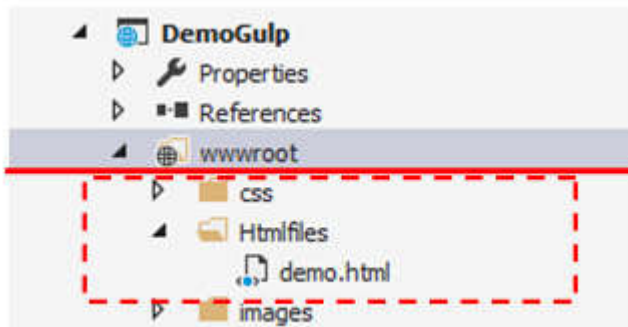 DemoGulp
Properties
References
wwwroot
css
Htmlfiles
demo.html
images